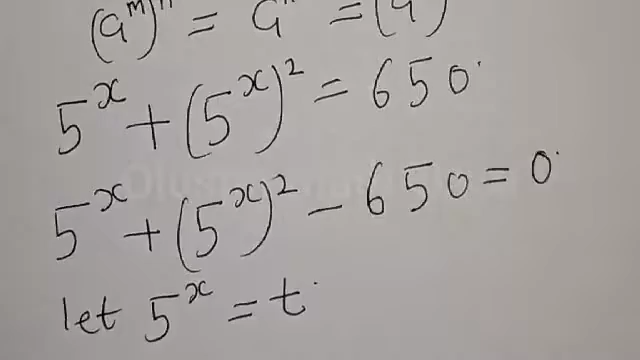 (a^m)^n = a^n = (a)
5^x + (5^x)^2 = 650.
5^x + (5^x)^2 - 650 = 0.
let 5^x = t.